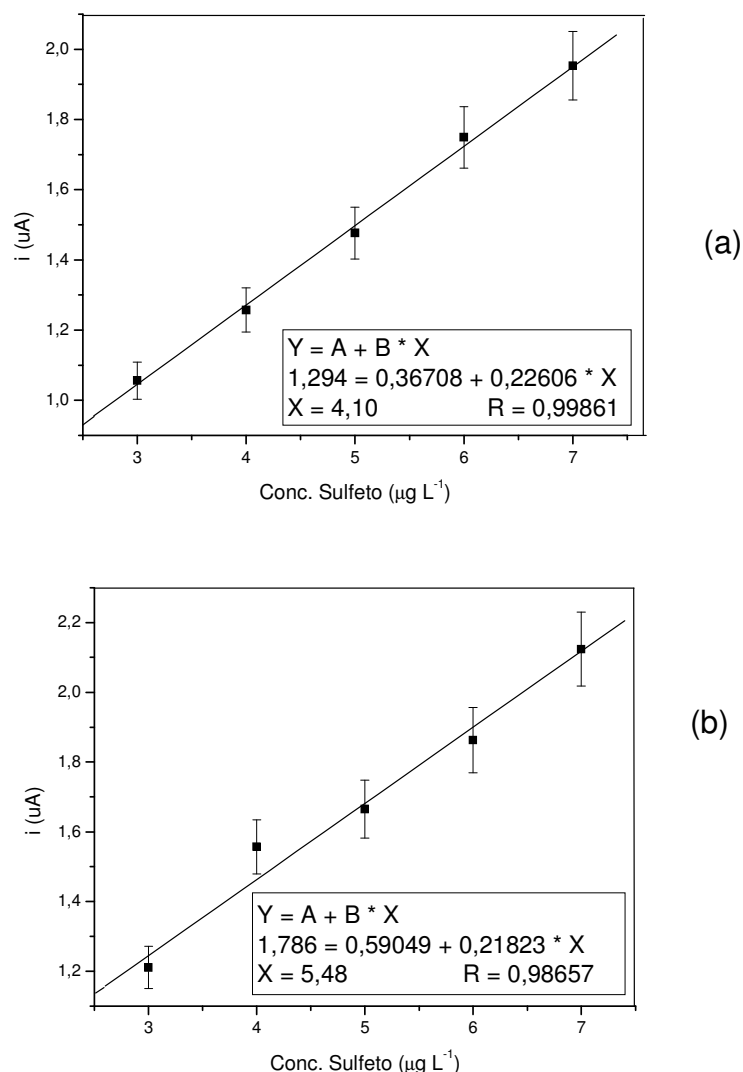 2,0
1,8
1,6
1,4
1,2
1,0
i (uA)
(a)
Y = A + B * X
1,294 = 0,36708 + 0,22606 * X
X = 4,10 R = 0,99861
3 4 5 6 7
Conc. Sulfeto (μg L⁻¹)
2,2
2,0
1,8
1,6
1,4
1,2
i (uA)
(b)
Y = A + B * X
1,786 = 0,59049 + 0,21823 * X
X = 5,48 R = 0,98657
3 4 5 6 7
Conc. Sulfeto (μg L⁻¹)